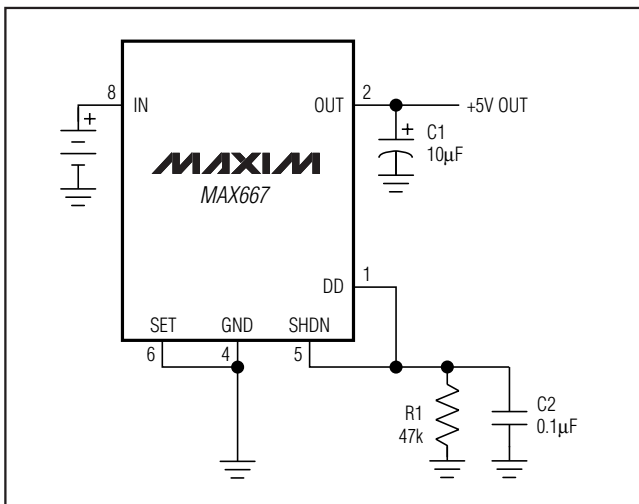 8
IN
OUT
2
+5V OUT
+
+
C1
10µF
MAXIM
MAX667
1
DD
SET
GND
SHDN
6
4
5
R1
47k
C2
0.1µF